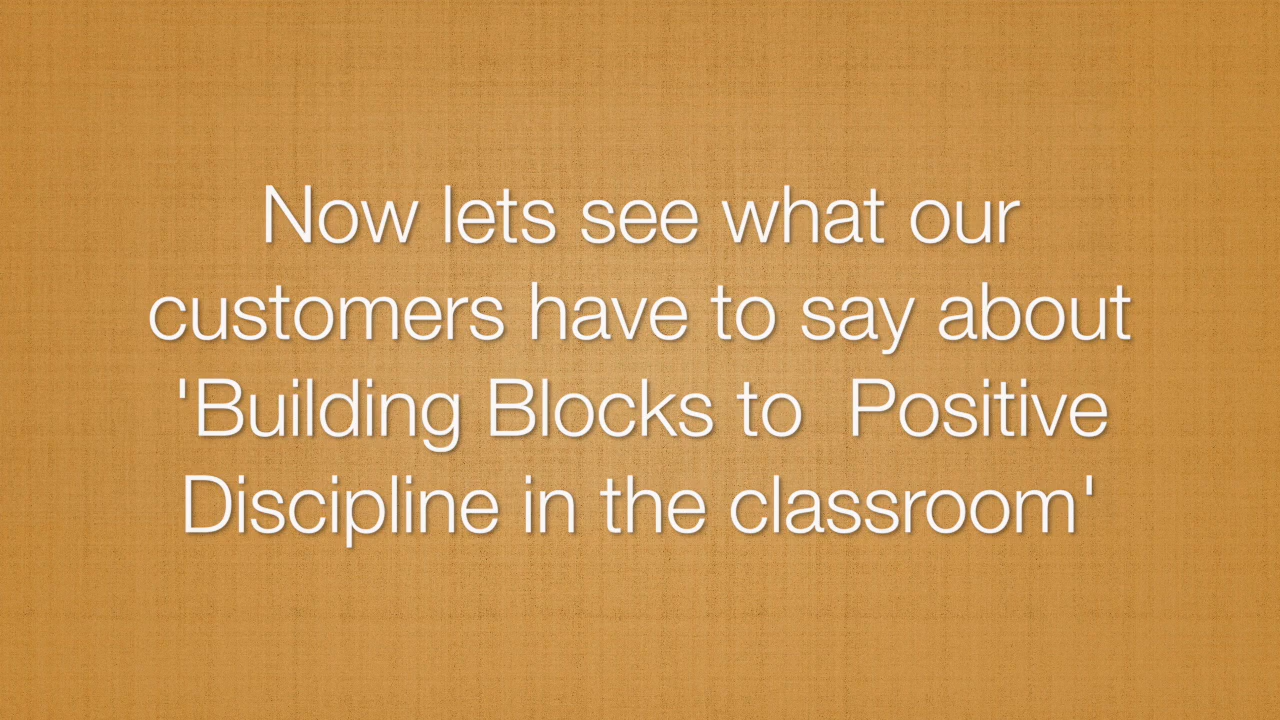 Now lets see what our
customers have to say about
'Building Blocks to  Positive
Discipline in the classroom'